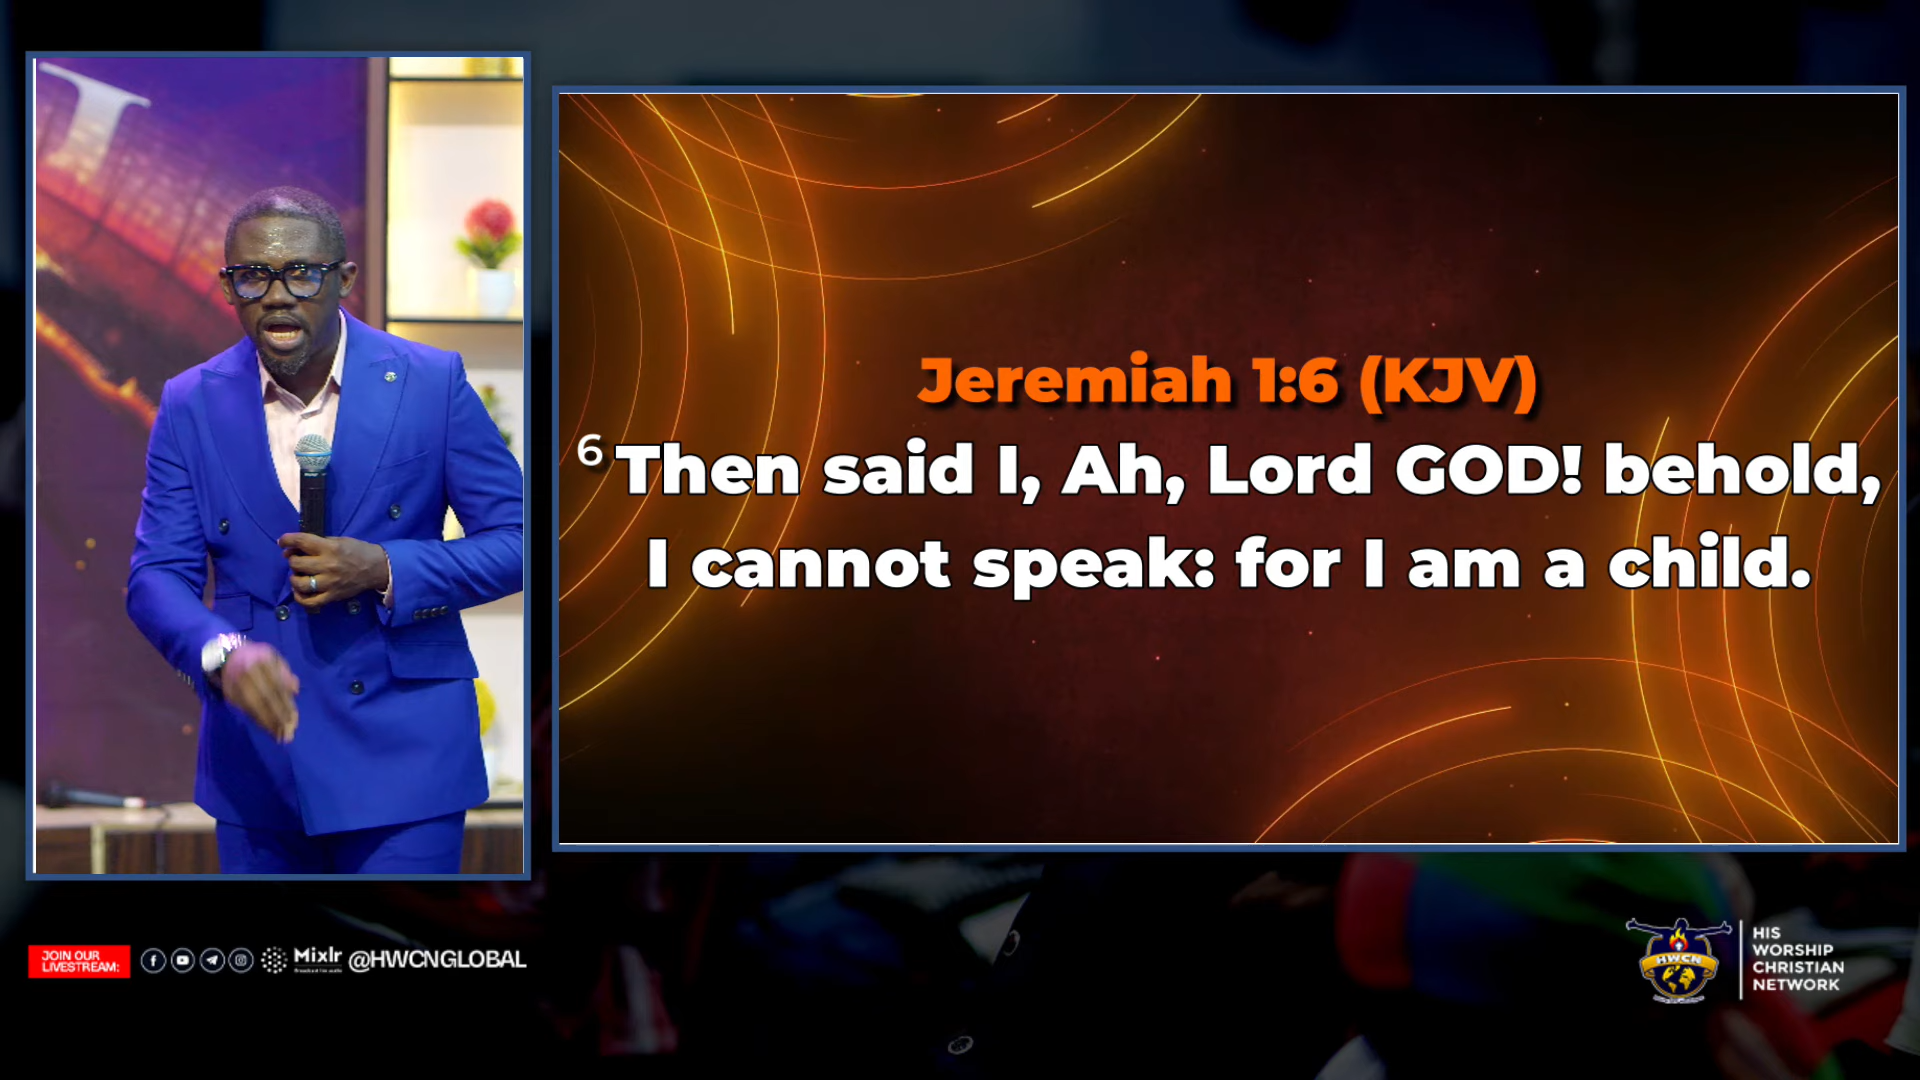 Jeremiah 1:6 (KJV)
6 Then said I, Ah, Lord GOD! behold,
I cannot speak: for I am a child.
JOIN OUR
LIVESTREAM:
Mixlr
@HWCNGLOBAL
HWCN
HIS
WORSHIP
CHRISTIAN
NETWORK